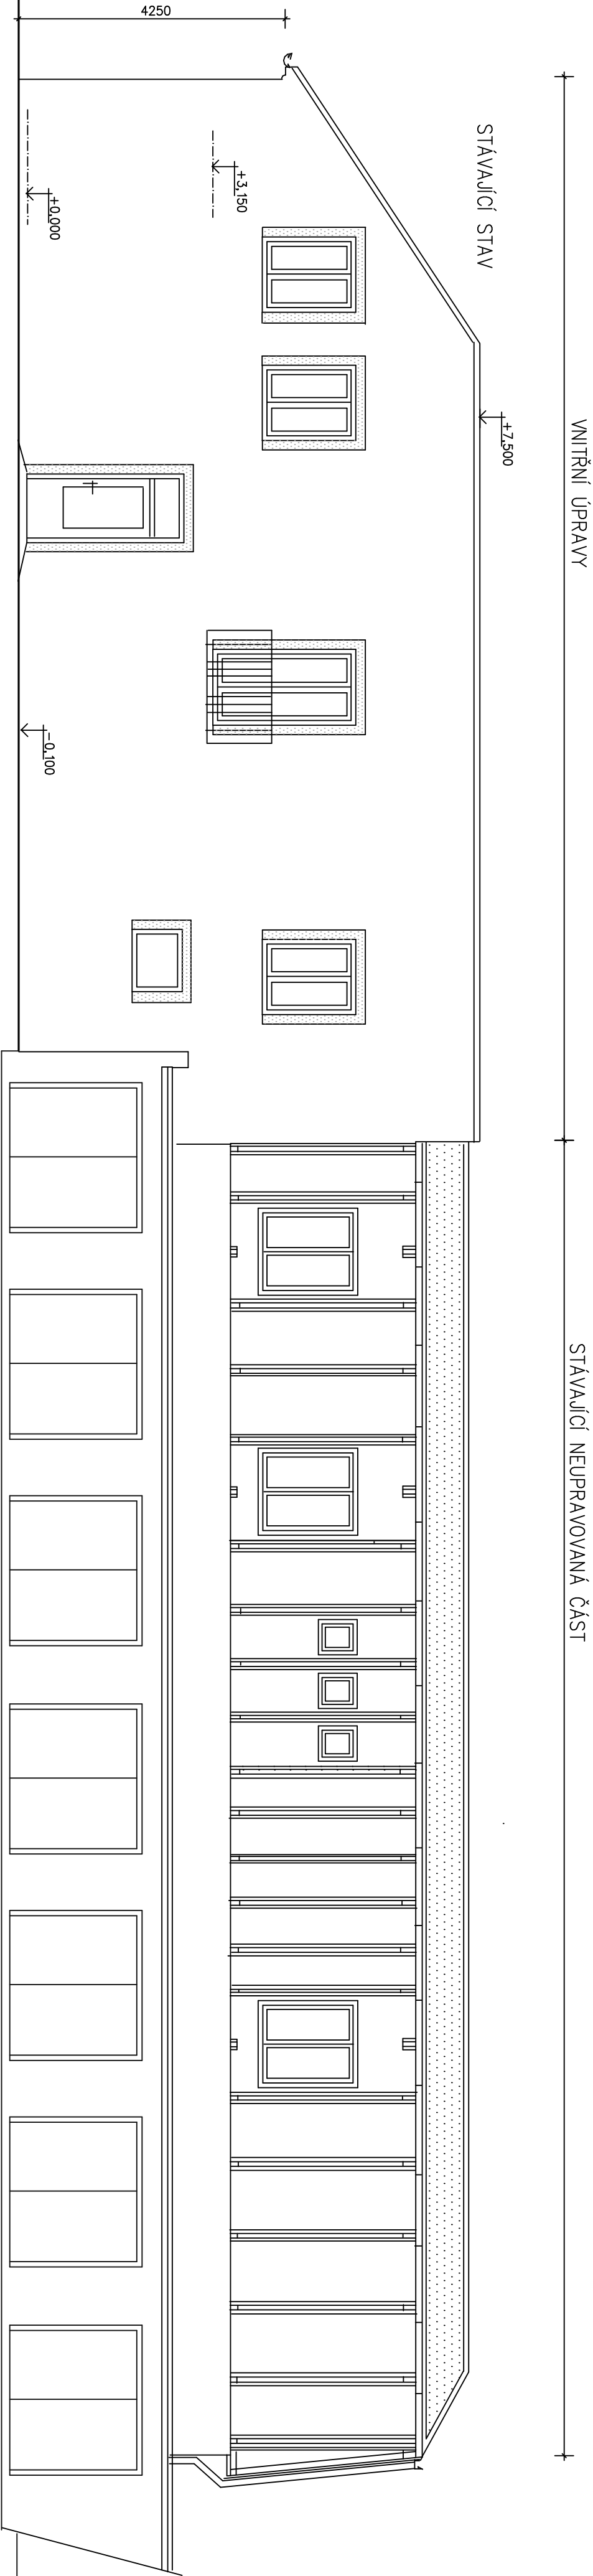 VNITŘNÍ ÚPRAVY
STÁVAJÍCÍ NEUPRAVOVANÁ ČÁST
STÁVAJÍCÍ STAV
+7,500
4250
+3,150
+0,000
-0,100